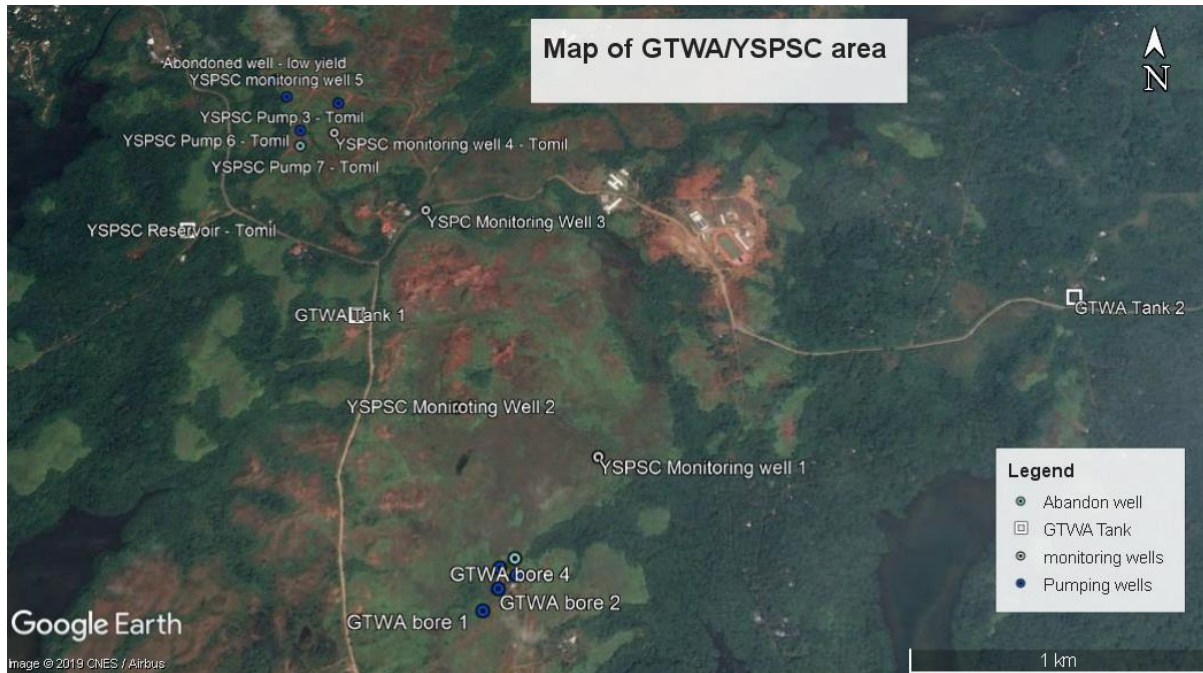 Map of GTWA/YSPSC area
N
Abondoned well - low yield
YSPSC monitoring well 5
YSPSC Pump 3 - Tomil
YSPSC Pump 6 - Tomil
YSPSC monitoring well 4 - Tomil
YSPSC Pump 7 - Tomil
YSPC Monitoring Well 3
YSPSC Reservoir - Tomil
GTWA Tank 1
GTWA Tank 2
YSPSC Moniroting Well 2
YSPSC Monitoring well 1
GTWA bore 4
GTWA bore 2
GTWA bore 1
Legend
Abandon well
GTWA Tank
monitoring wells
Pumping wells
Google Earth
Image © 2019 CNES / Airbus
1 km